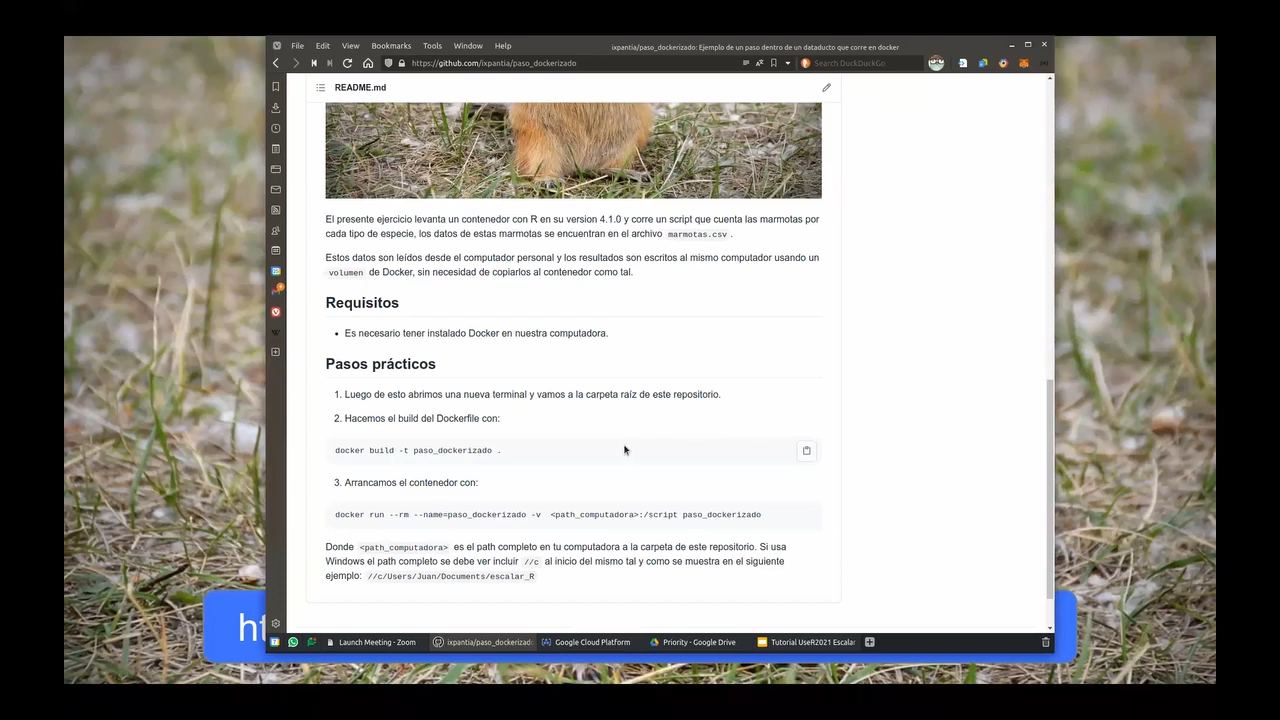 File Edit View Bookmarks Tools Window Help
ixpantia/paso_dockerizado: Ejemplo de un paso dentro de un dataducto que corre en docker
https://github.com/ixpantia/paso_dockerizado
Search DuckDuckGo
README.md
El presente ejercicio levanta un contenedor con R en su version 4.1.0 y corre un script que cuenta las marmotas por
cada tipo de especie, los datos de estas marmotas se encuentran en el archivo marmotas.csv .
Estos datos son leídos desde el computador personal y los resultados son escritos al mismo computador usando un
volumen de Docker, sin necesidad de copiarlos al contenedor como tal.
Requisitos
• Es necesario tener instalado Docker en nuestra computadora.
Pasos prácticos
1. Luego de esto abrimos una nueva terminal y vamos a la carpeta raíz de este repositorio.
2. Hacemos el build del Dockerfile con:
docker build -t paso_dockerizado .
3. Arrancamos el contenedor con:
docker run --rm --name=paso_dockerizado -v <path_computadora>:/script paso_dockerizado
Donde <path_computadora> es el path completo en tu computadora a la carpeta de este repositorio. Si usa
Windows el path completo se debe ver incluir //c al inicio del mismo tal y como se muestra en el siguiente
ejemplo: //c/Users/Juan/Documents/escalar_R
Launch Meeting - Zoom
ixpantia/paso_dockerizad
Google Cloud Platform
Priority - Google Drive
Tutorial UseR2021 Escalar